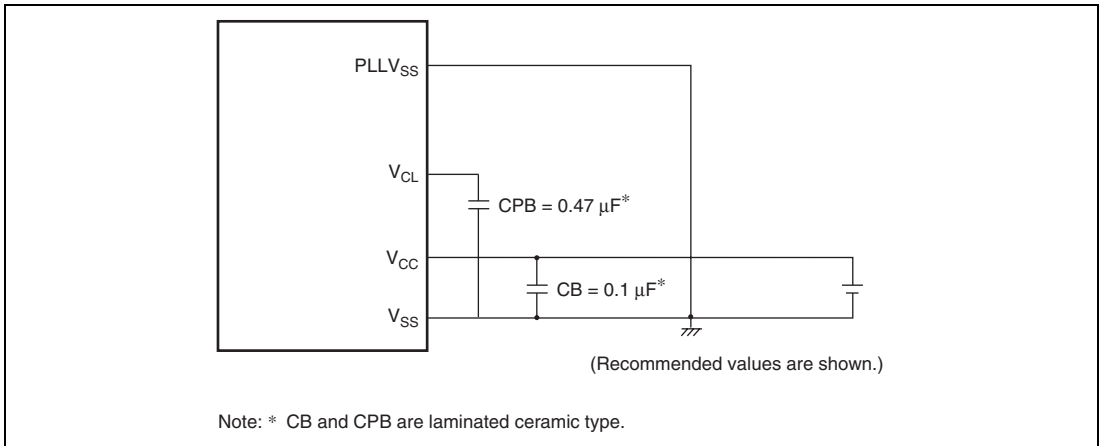 PLLVSS
VCL
CPB = 0.47 μF*
VCC
CB = 0.1 μF*
VSS
(Recommended values are shown.)
Note: * CB and CPB are laminated ceramic type.